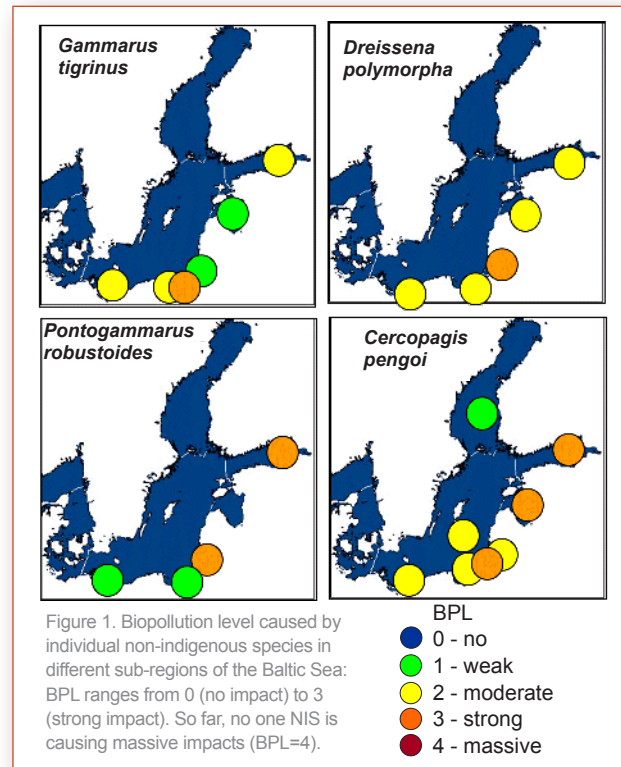 Gammarus
tigrinus
Dreissena
polymorpha
Pontogammarus
robustoides
Cercopagis
pengoi
Figure 1. Biopollution level caused by
individual non-indigenous species in
different sub-regions of the Baltic Sea:
BPL ranges from 0 (no impact) to 3
(strong impact). So far, no one NIS is
causing massive impacts (BPL=4).
BPL
0 - no
1 - weak
2 - moderate
3 - strong
4 - massive